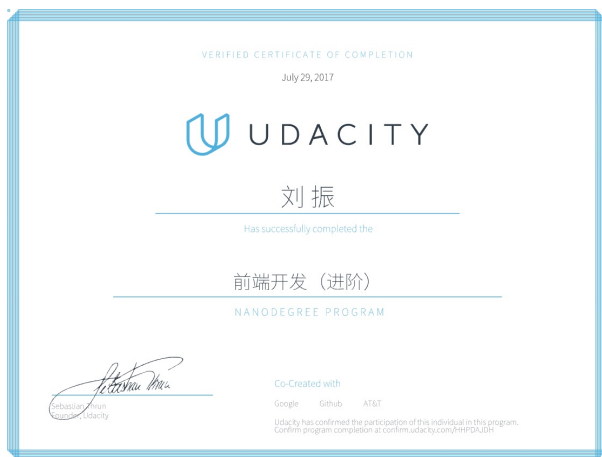 VERIFIED CERTIFICATE OF COMPLETION
July 29, 2017
UDACITY
刘 振
Has successfully completed the
前端开发（进阶）
NANODEGREE PROGRAM
Sebastian Thrun
Sebastian Thrun
Founder, Udacity
Co-Created with
Google Github AT&T
Udacity has confirmed the participation of this individual in this program.
Confirm program completion at confirm.udacity.com/HHPDAJDH